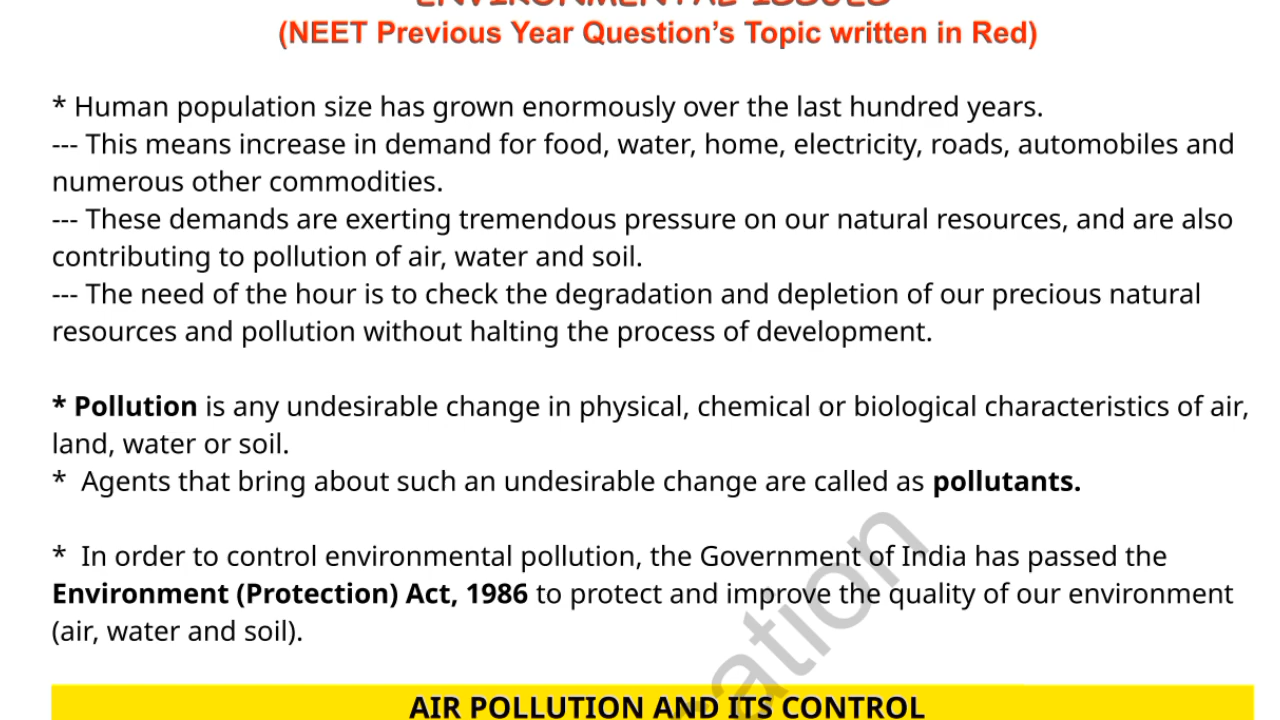 ENVIRONMENTAL ISSUES
(NEET Previous Year Question’s Topic written in Red)
* Human population size has grown enormously over the last hundred years.
--- This means increase in demand for food, water, home, electricity, roads, automobiles and
numerous other commodities.
--- These demands are exerting tremendous pressure on our natural resources, and are also
contributing to pollution of air, water and soil.
--- The need of the hour is to check the degradation and depletion of our precious natural
resources and pollution without halting the process of development.
* Pollution is any undesirable change in physical, chemical or biological characteristics of air,
land, water or soil.
*  Agents that bring about such an undesirable change are called as pollutants.
*  In order to control environmental pollution, the Government of India has passed the
Environment (Protection) Act, 1986 to protect and improve the quality of our environment
(air, water and soil).
AIR POLLUTION AND ITS CONTROL